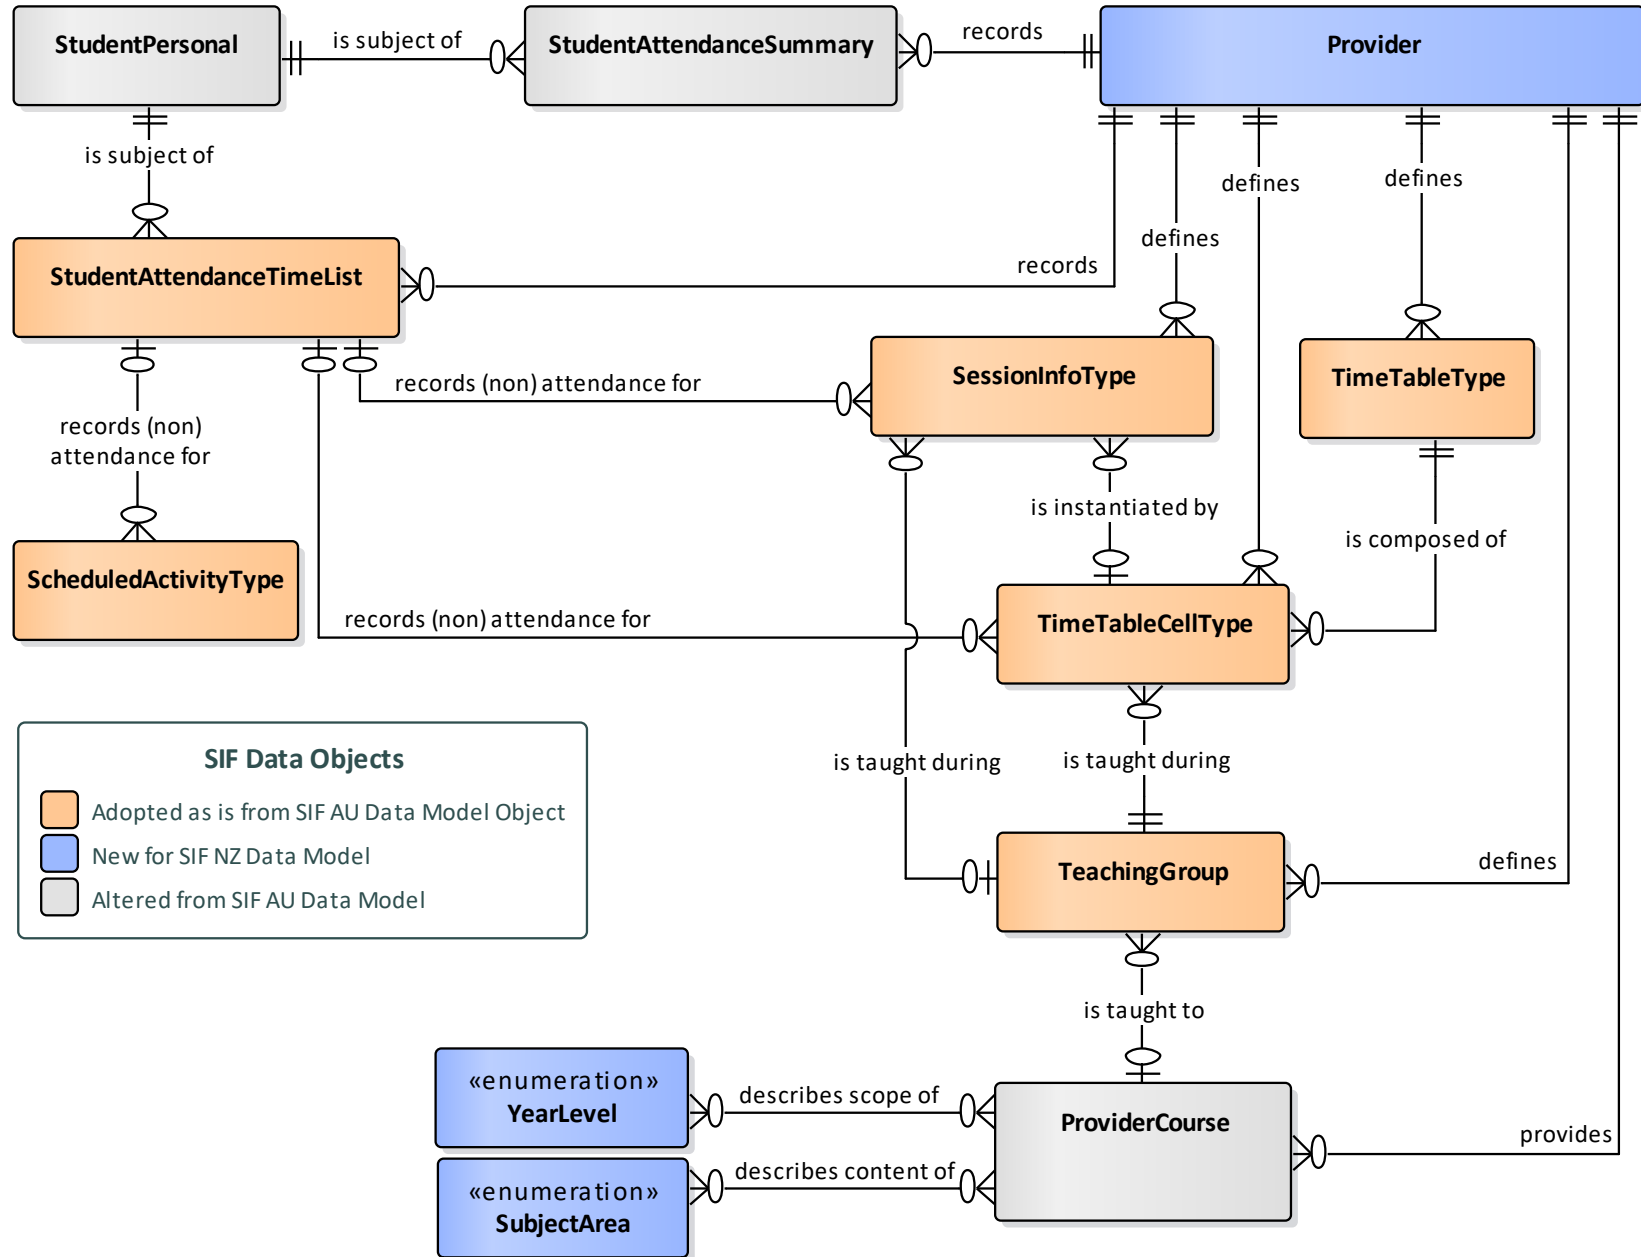 StudentPersonal
is subject of
StudentAttendanceSummary
records
Provider
is subject of
defines
defines
defines
records
StudentAttendanceTimeList
records (non) attendance for
SessionInfoType
TimeTableType
records (non)
attendance for
is instantiated by
is composed of
ScheduledActivityType
records (non) attendance for
TimeTableCellType
SIF Data Objects
Adopted as is from SIF AU Data Model Object
New for SIF NZ Data Model
Altered from SIF AU Data Model
is taught during
is taught during
TeachingGroup
defines
is taught to
«enumeration»
YearLevel
describes scope of
ProviderCourse
provides
describes content of
«enumeration»
SubjectArea